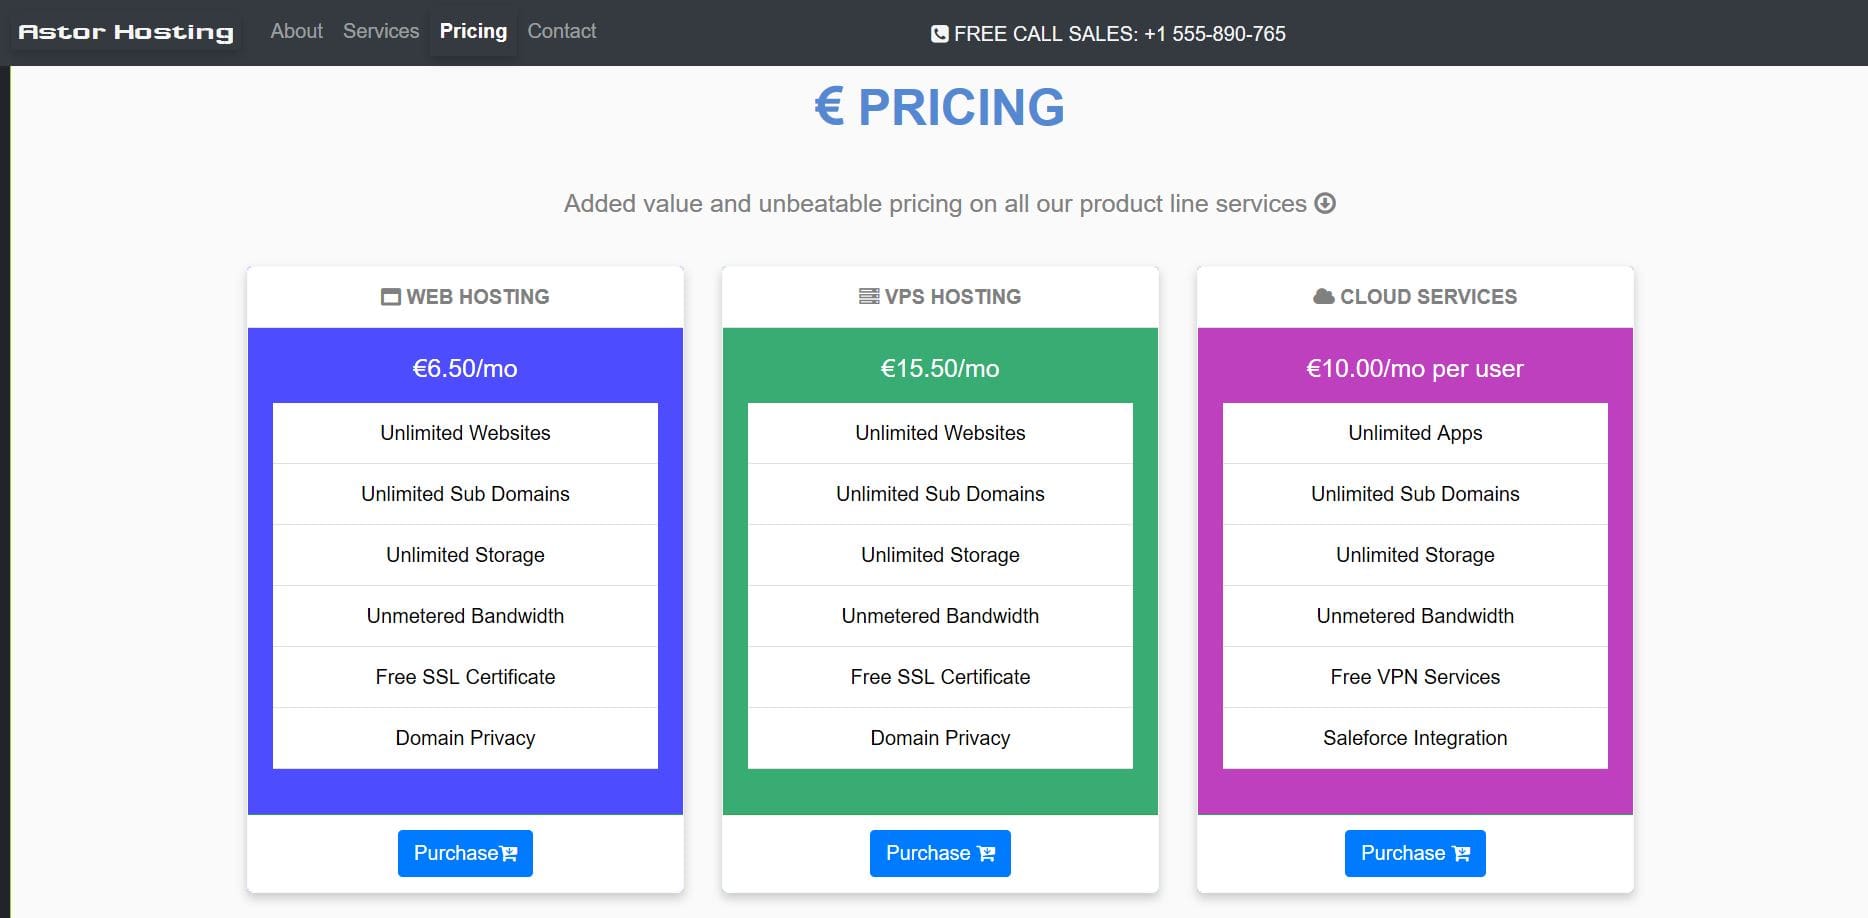 Astor Hosting About Services Pricing Contact FREE CALL SALES: +1 555-890-765
€ PRICING
Added value and unbeatable pricing on all our product line services
WEB HOSTING
€6.50/mo
Unlimited Websites
Unlimited Sub Domains
Unlimited Storage
Unmetered Bandwidth
Free SSL Certificate
Domain Privacy
Purchase
VPS HOSTING
€15.50/mo
Unlimited Websites
Unlimited Sub Domains
Unlimited Storage
Unmetered Bandwidth
Free SSL Certificate
Domain Privacy
Purchase
CLOUD SERVICES
€10.00/mo per user
Unlimited Apps
Unlimited Sub Domains
Unlimited Storage
Unmetered Bandwidth
Free VPN Services
Saleforce Integration
Purchase